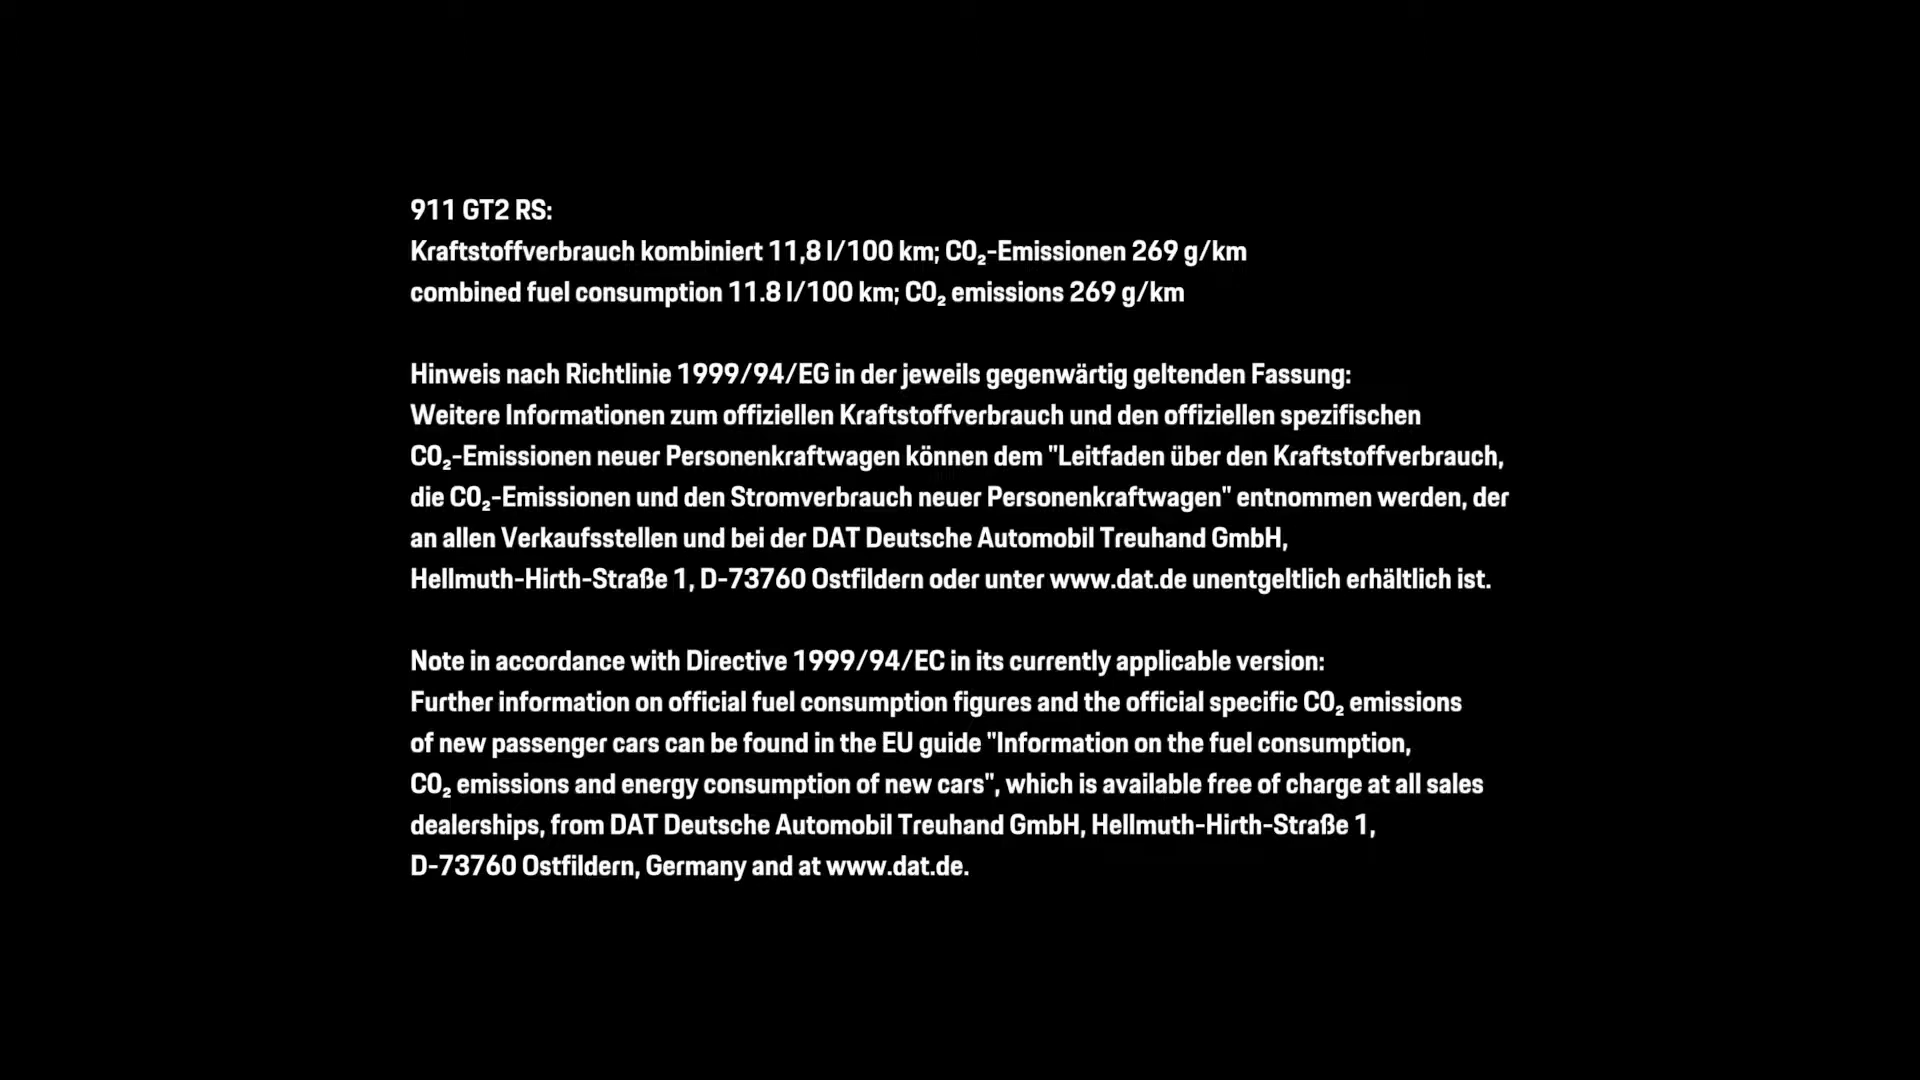 911 GT2 RS:
Kraftstoffverbrauch kombiniert 11,8 l/100 km; CO₂-Emissionen 269 g/km
combined fuel consumption 11.8 l/100 km; CO₂ emissions 269 g/km
Hinweis nach Richtlinie 1999/94/EG in der jeweils gegenwärtig geltenden Fassung:
Weitere Informationen zum offiziellen Kraftstoffverbrauch und den offiziellen spezifischen
CO₂-Emissionen neuer Personenkraftwagen können dem "Leitfaden über den Kraftstoffverbrauch,
die CO₂-Emissionen und den Stromverbrauch neuer Personenkraftwagen" entnommen werden, der
an allen Verkaufsstellen und bei der DAT Deutsche Automobil Treuhand GmbH,
Hellmuth-Hirth-Straße 1, D-73760 Ostfildern oder unter www.dat.de unentgeltlich erhältlich ist.
Note in accordance with Directive 1999/94/EC in its currently applicable version:
Further information on official fuel consumption figures and the official specific CO₂ emissions
of new passenger cars can be found in the EU guide "Information on the fuel consumption,
CO₂ emissions and energy consumption of new cars", which is available free of charge at all sales
dealerships, from DAT Deutsche Automobil Treuhand GmbH, Hellmuth-Hirth-Straße 1,
D-73760 Ostfildern, Germany and at www.dat.de.